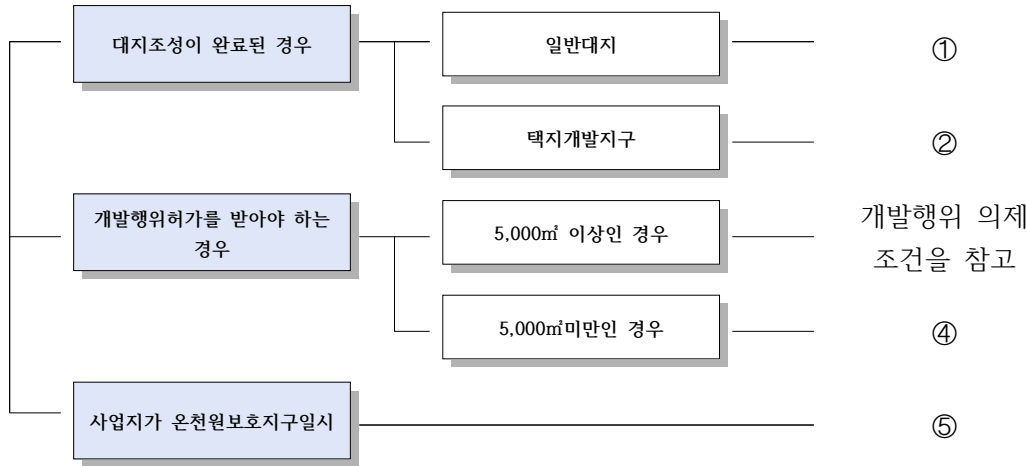 대지조성이 완료된 경우
일반대지
①
택지개발지구
②
개발행위허가를 받아야 하는
경우
5,000㎡ 이상인 경우
개발행위 의제
조건을 참고
5,000㎡미만인 경우
④
사업지가 온천원보호지구일시
⑤